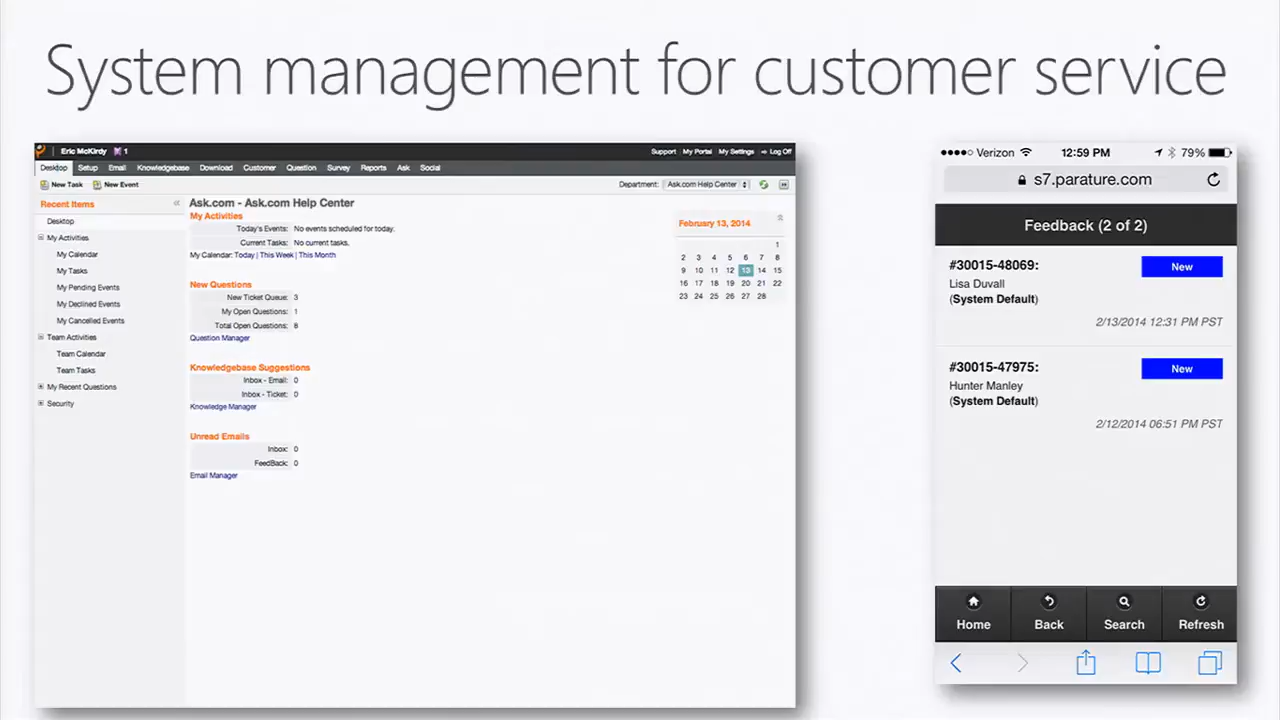 System management for customer service
Eric McKirdy 1
Support My Portal My Settings Log Off
Desktop Setup Email Knowledgebase Download Customer Question Survey Reports Ask Social
New Task New Event
Department: Ask.com Help Center
Recent Items
Desktop
My Activities
My Calendar
My Tasks
My Pending Events
My Declined Events
My Cancelled Events
Team Activities
Team Calendar
Team Tasks
My Recent Questions
Security
Ask.com - Ask.com Help Center
My Activities
Today's Events: No events scheduled for today.
Current Tasks: No current tasks.
My Calendar: Today | This Week | This Month
New Questions
New Ticket Queue: 3
My Open Questions: 1
Total Open Questions: 8
Question Manager
Knowledgebase Suggestions
Inbox - Email: 0
Inbox - Ticket: 0
Knowledge Manager
Unread Emails
Inbox: 0
FeedBack: 0
Email Manager
February 13, 2014
1
2 3 4 5 6 7 8
9 10 11 12 13 14 15
16 17 18 19 20 21 22
23 24 25 26 27 28
Verizon 12:59 PM 79%
s7.parature.com
Feedback (2 of 2)
#30015-48069: New
Lisa Duvall
(System Default)
2/13/2014 12:31 PM PST
#30015-47975: New
Hunter Manley
(System Default)
2/12/2014 06:51 PM PST
Home Back Search Refresh